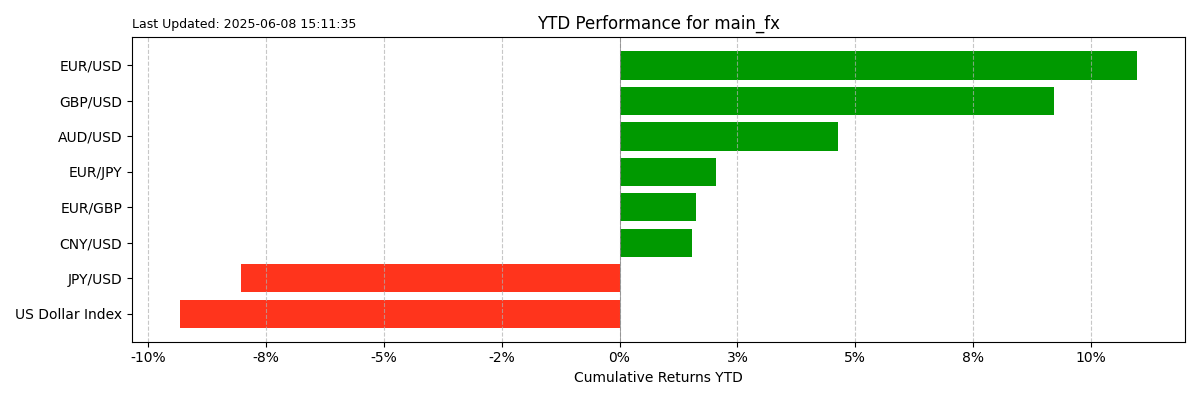 Last Updated: 2025-06-08 15:11:35
YTD Performance for main_fx
EUR/USD
GBP/USD
AUD/USD
EUR/JPY
EUR/GBP
CNY/USD
JPY/USD
US Dollar Index
-10% -8% -5% -2% 0% 3% 5% 8% 10%
Cumulative Returns YTD